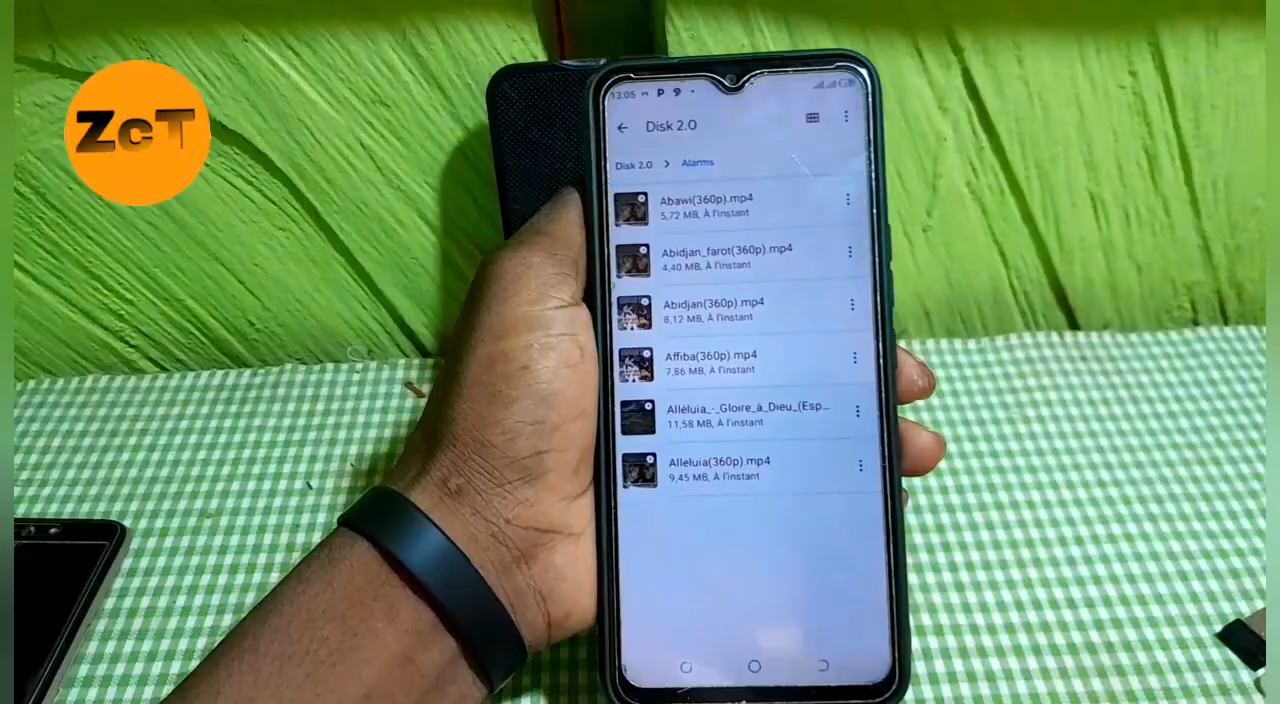 ZcT
13:05
Disk 2.0
Disk 2.0 > Alarms
Abawi(360p).mp4
5,72 MB, À l'instant
Abidjan_farot(360p).mp4
4,40 MB, À l'instant
Abidjan(360p).mp4
8,12 MB, À l'instant
Affiba(360p).mp4
7,86 MB, À l'instant
Alléluia_-_Gloire_à_Dieu_(Esp...
11,58 MB, À l'instant
Alleluia(360p).mp4
9,45 MB, À l'instant